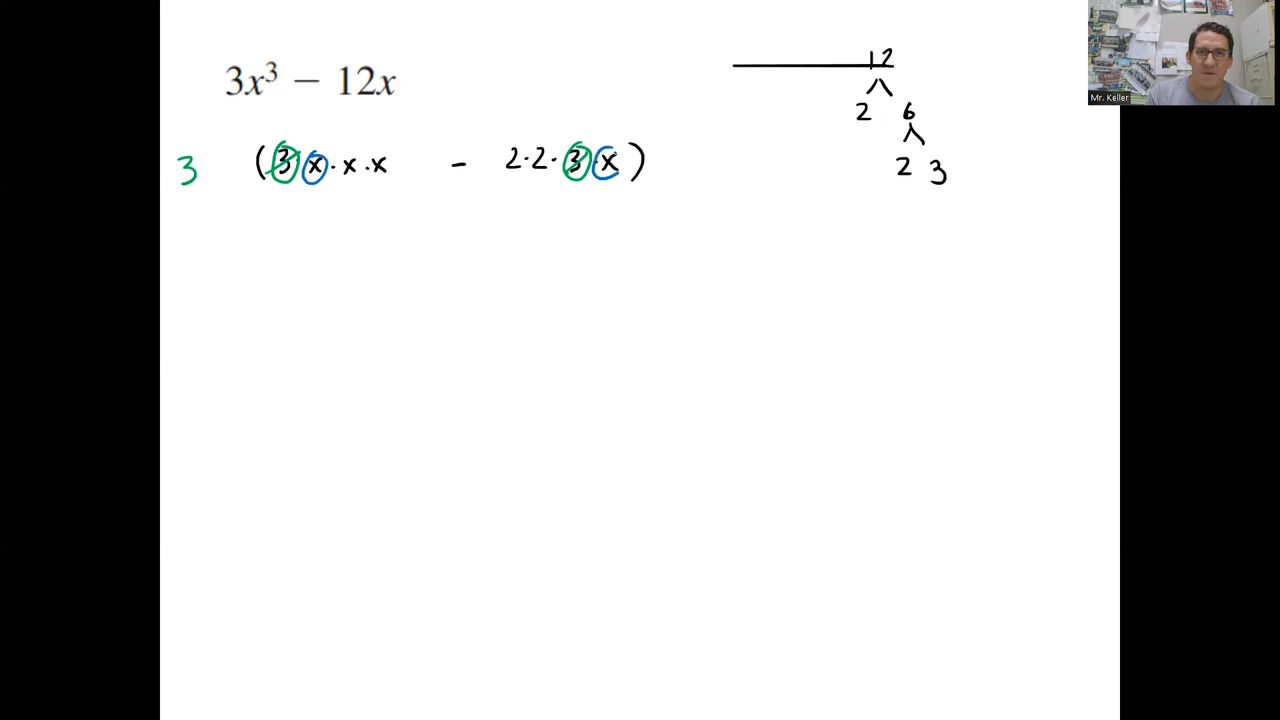 3x³ − 12x
12
2 6
3 (3 x · x · x - 2 · 2 · 3 · x)
2 3
Mr. Keller